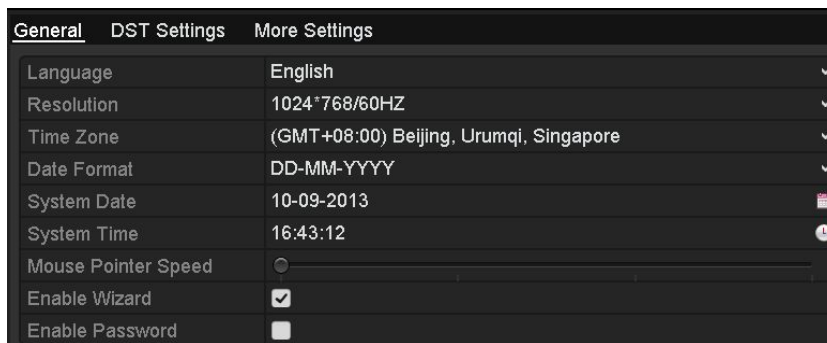 General DST Settings More Settings
Language English
Resolution 1024*768/60HZ
Time Zone (GMT+08:00) Beijing, Urumqi, Singapore
Date Format DD-MM-YYYY
System Date 10-09-2013
System Time 16:43:12
Mouse Pointer Speed
Enable Wizard
Enable Password